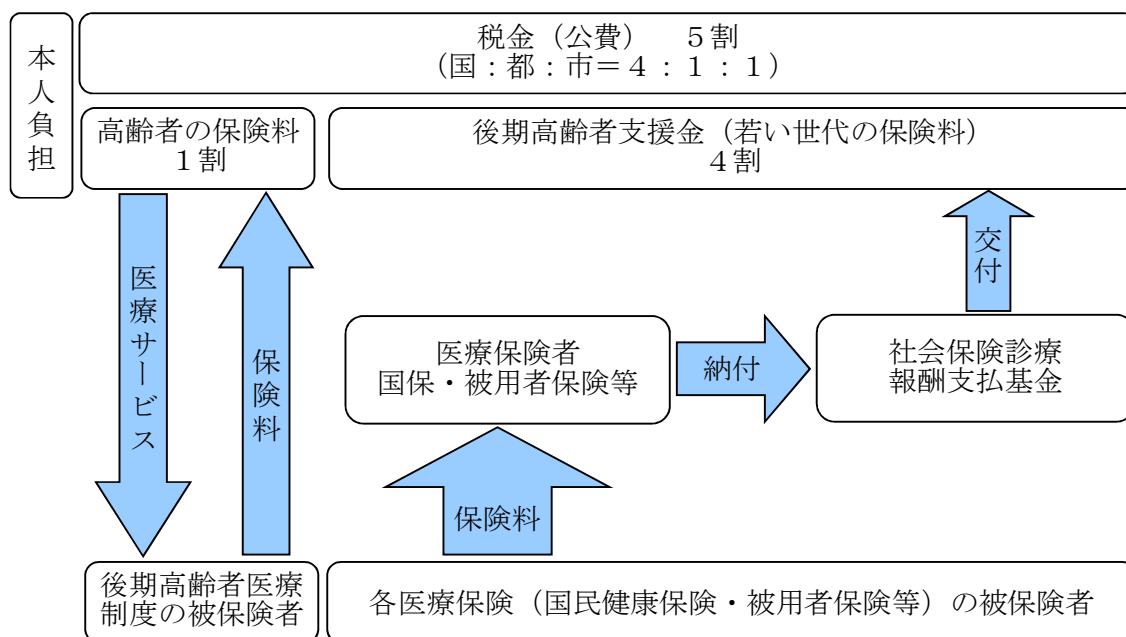 本人負担
税金（公費）　５割
（国：都：市＝４：１：１）
高齢者の保険料
１割
後期高齢者支援金（若い世代の保険料）
４割
医療サービス
保険料
交付
医療保険者
国保・被用者保険等
納付
社会保険診療
報酬支払基金
保険料
後期高齢者医療
制度の被保険者
各医療保険（国民健康保険・被用者保険等）の被保険者